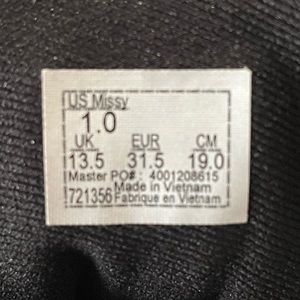 US Missy
1.0
UK EUR CM
13.5 31.5 19.0
Master PO#: 4001208615
721356 Made in Vietnam
Fabrique en Vietnam